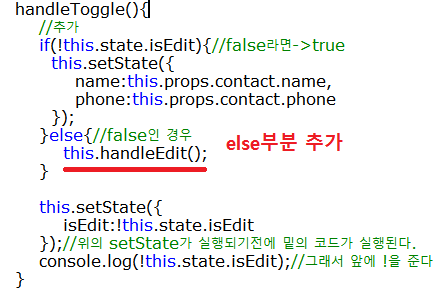 handleToggle(){
//추가
if(!this.state.isEdit){//false라면->true
this.setState({
name:this.props.contact.name,
phone:this.props.contact.phone
});
}else{//false인 경우
this.handleEdit();
else부분 추가
}
this.setState({
isEdit:!this.state.isEdit
});//위의 setState가 실행되기전에 밑의 코드가 실행된다.
console.log(!this.state.isEdit);//그래서 앞에 !을 준다
}